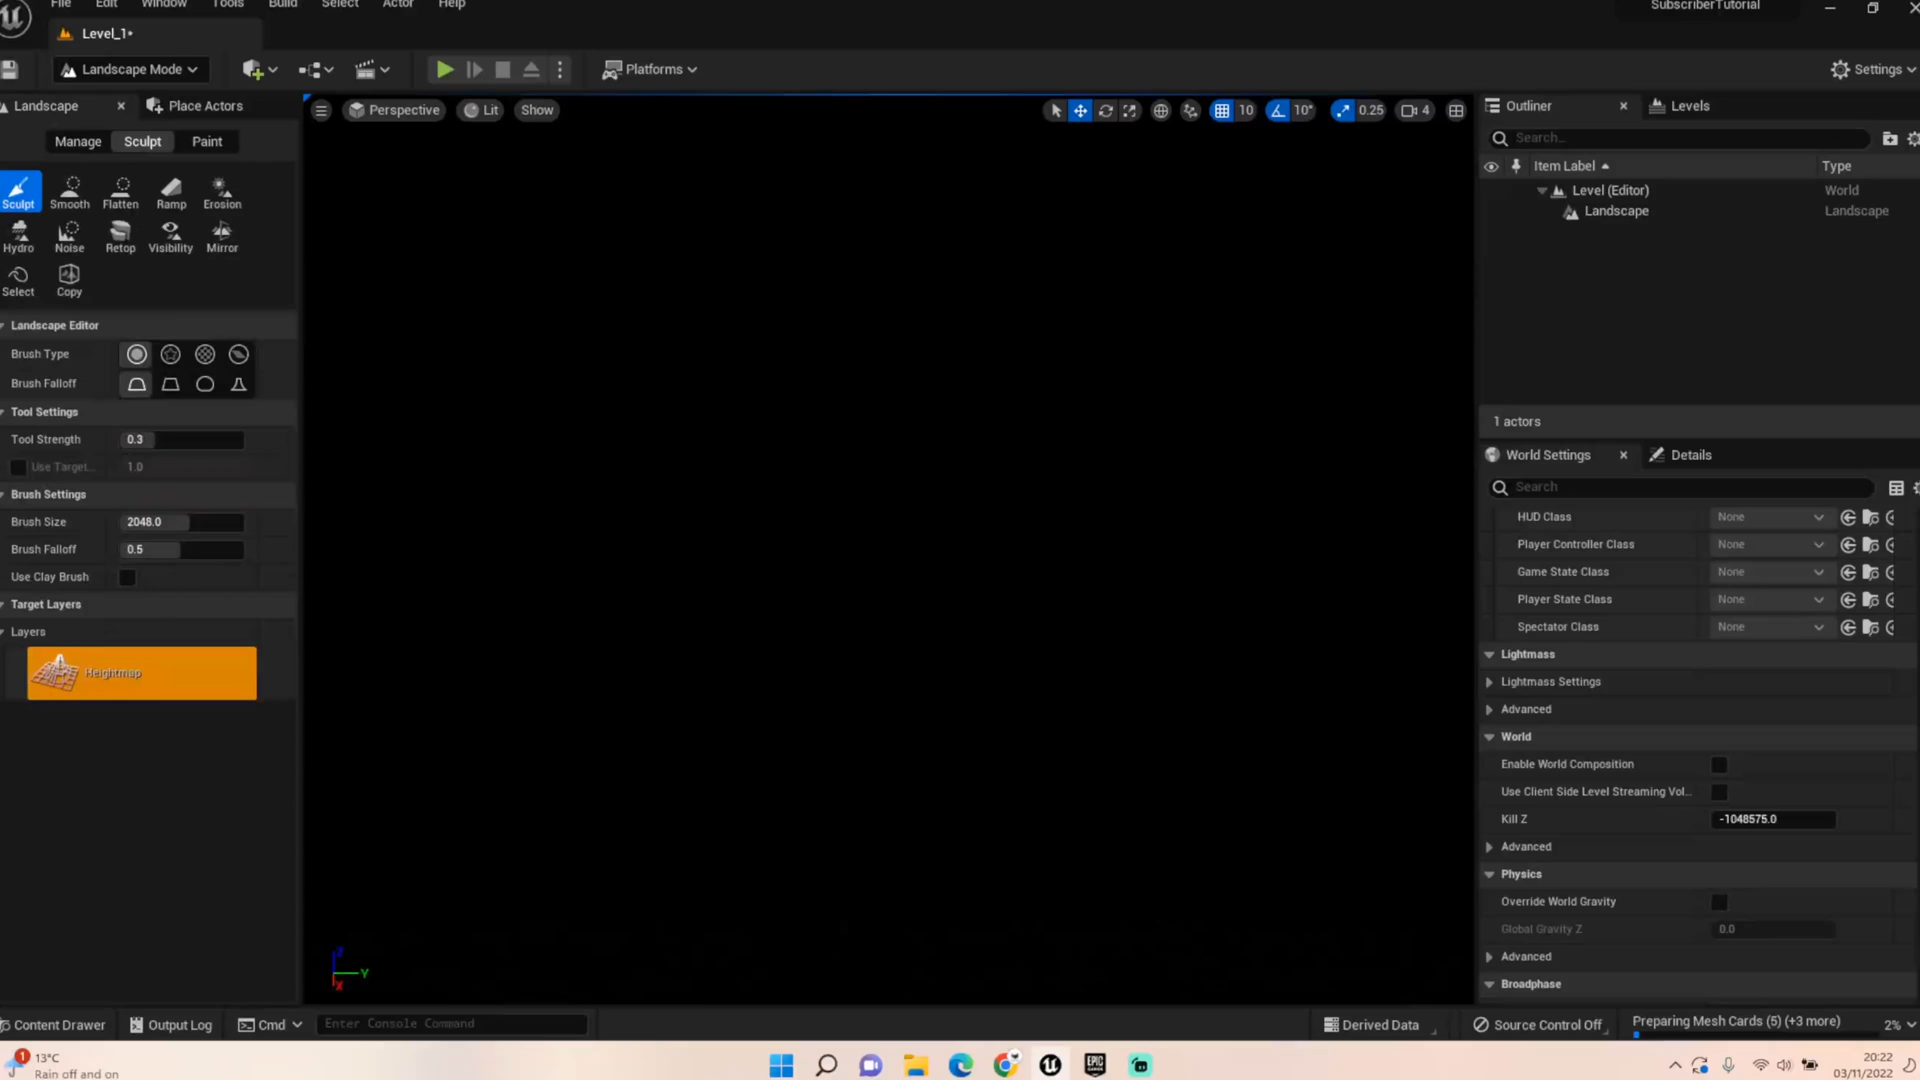 File Edit Window Tools Build Select Actor Help
SubscriberTutorial
Level_1*
Landscape Mode
Platforms
Settings
Landscape
Place Actors
Perspective
Lit
Show
10
10°
0.25
4
Outliner
Levels
Manage
Sculpt
Paint
Search...
Item Label
Type
Sculpt
Smooth
Flatten
Ramp
Erosion
Level (Editor)
World
Landscape
Landscape
Hydro
Noise
Retop
Visibility
Mirror
Select
Copy
Landscape Editor
Brush Type
Brush Falloff
Tool Settings
Tool Strength
0.3
Use Target...
1.0
Brush Settings
Brush Size
2048.0
Brush Falloff
0.5
Use Clay Brush
Target Layers
Layers
Heightmap
1 actors
World Settings
Details
Search
HUD Class
None
Player Controller Class
None
Game State Class
None
Player State Class
None
Spectator Class
None
Lightmass
Lightmass Settings
Advanced
World
Enable World Composition
Use Client Side Level Streaming Vol...
Kill Z
-1048575.0
Advanced
Physics
Override World Gravity
Global Gravity Z
0.0
Advanced
Broadphase
Z
Y
X
Content Drawer
Output Log
Cmd
Enter Console Command
Derived Data
Source Control Off
Preparing Mesh Cards (5) (+3 more)
2%
1
13°C
Rain off and on
EPIC
GAMES
20:22
03/11/2022